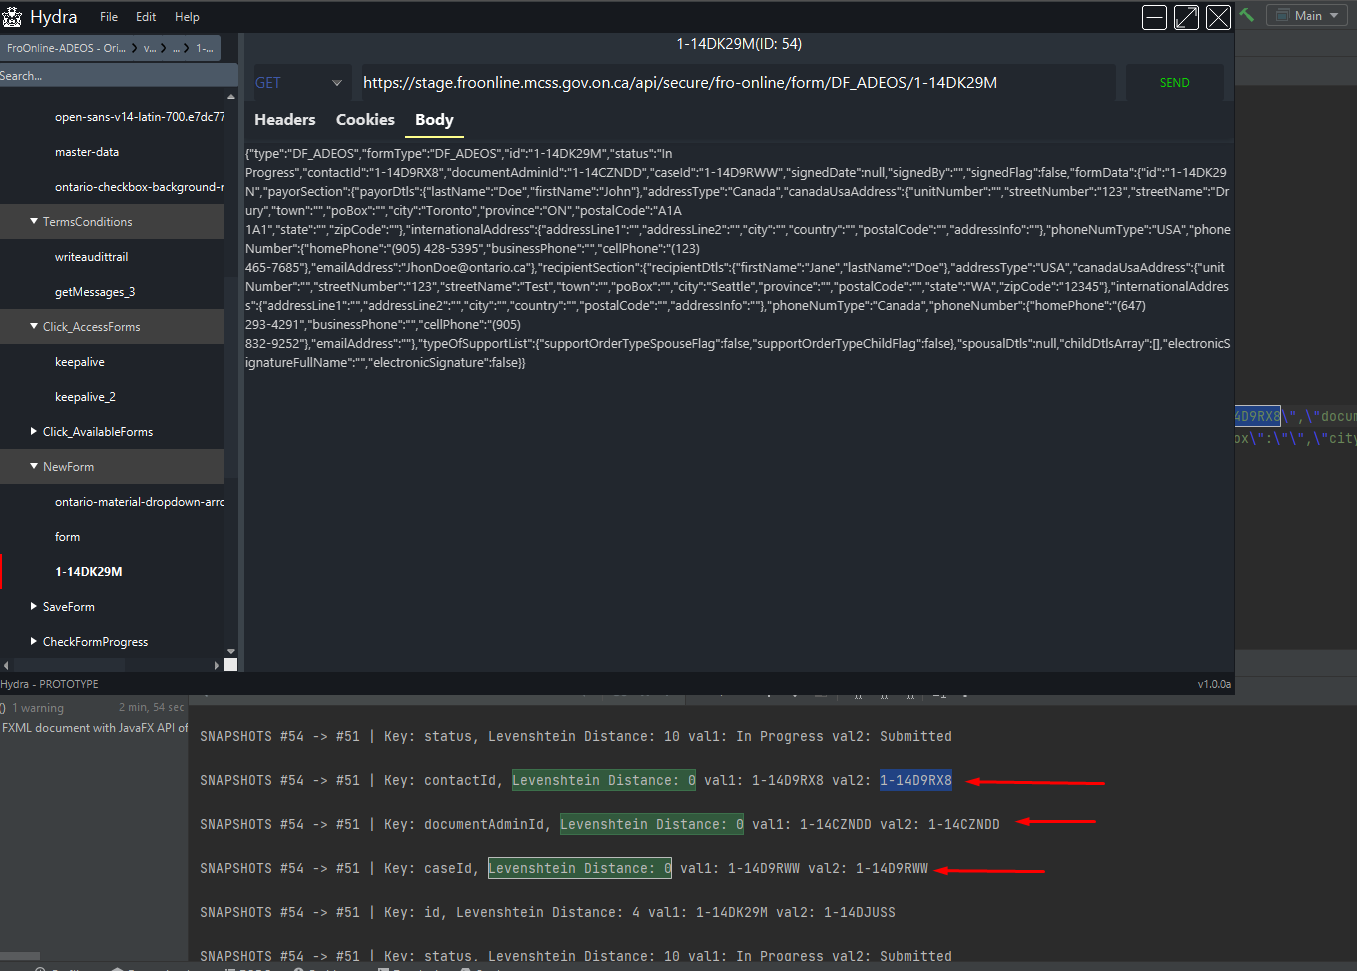 Hydra File Edit Help
Main
FroOnline-ADEOS - Ori... v... ... 1-...
Search...
open-sans-v14-latin-700.e7dc77
master-data
ontario-checkbox-background-r
TermsConditions
writeaudittrail
getMessages_3
Click_AccessForms
keepalive
keepalive_2
Click_AvailableForms
NewForm
ontario-material-dropdown-arrc
form
1-14DK29M
SaveForm
CheckFormProgress
1-14DK29M(ID: 54)
GET https://stage.froonline.mcss.gov.on.ca/api/secure/fro-online/form/DF_ADEOS/1-14DK29M SEND
Headers Cookies Body
{"type":"DF_ADEOS","formType":"DF_ADEOS","id":"1-14DK29M","status":"In
Progress","contactId":"1-14D9RX8","documentAdminId":"1-14CZNDD","caseId":"1-14D9RWW","signedDate":null,"signedBy":"","signedFlag":false,"formData":{"id":"1-14DK29
N","payorSection":{"payorDtls":{"lastName":"Doe","firstName":"John"},"addressType":"Canada","canadaUsaAddress":{"unitNumber":"","streetNumber":"123","streetName":"Dr
ury","town":"","poBox":"","city":"Toronto","province":"ON","postalCode":"A1A
1A1","state":"","zipCode":""},"internationalAddress":{"addressLine1":"","addressLine2":"","city":"","country":"","postalCode":"","addressInfo":""},"phoneNumType":"USA","phone
Number":{"homePhone":"(905) 428-5395","businessPhone":"","cellPhone":"(123)
465-7685"},"emailAddress":"JhonDoe@ontario.ca"},"recipientSection":{"recipientDtls":{"firstName":"Jane","lastName":"Doe"},"addressType":"USA","canadaUsaAddress":{"unit
Number":"","streetNumber":"123","streetName":"Test","town":"","poBox":"","city":"Seattle","province":"","postalCode":"","state":"WA","zipCode":"12345"},"internationalAddres
s":{"addressLine1":"","addressLine2":"","city":"","country":"","postalCode":"","addressInfo":""},"phoneNumType":"Canada","phoneNumber":{"homePhone":"(647)
293-4291","businessPhone":"","cellPhone":"(905)
832-9252"},"emailAddress":""},"typeOfSupportList":{"supportOrderTypeSpouseFlag":false,"supportOrderTypeChildFlag":false},"spousalDtls":null,"childDtlsArray":[],"electronicS
ignatureFullName":"","electronicSignature":false}}
4D9RX8\",\"docum
ox\":\"\",\"city
Hydra - PROTOTYPE v1.0.0a
1 warning 2 min, 54 sec
FXML document with JavaFX API of
SNAPSHOTS #54 -> #51 | Key: status, Levenshtein Distance: 10 val1: In Progress val2: Submitted
SNAPSHOTS #54 -> #51 | Key: contactId, Levenshtein Distance: 0 val1: 1-14D9RX8 val2: 1-14D9RX8
SNAPSHOTS #54 -> #51 | Key: documentAdminId, Levenshtein Distance: 0 val1: 1-14CZNDD val2: 1-14CZNDD
SNAPSHOTS #54 -> #51 | Key: caseId, Levenshtein Distance: 0 val1: 1-14D9RWW val2: 1-14D9RWW
SNAPSHOTS #54 -> #51 | Key: id, Levenshtein Distance: 4 val1: 1-14DK29M val2: 1-14DJUSS
SNAPSHOTS #54 -> #51 | Key: status, Levenshtein Distance: 10 val1: In Progress val2: Submitted